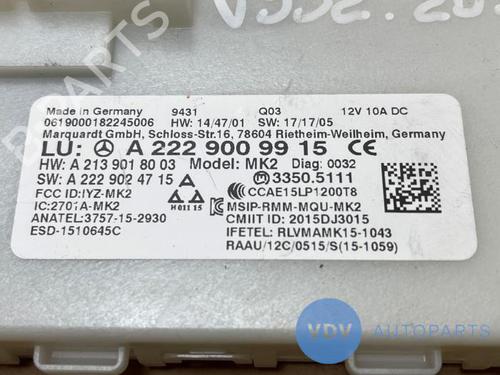 Made in Germany 9431 Q03 12V 10A DC
0619000182245006 HW: 14/47/01 SW: 17/17/05
Marquardt GmbH, Schloss-Str.16, 78604 Rietheim-Weilheim, Germany
LU: A 222 900 99 15 CE
HW: A 213 901 80 03 Model: MK2 Diag: 0032
SW: A 222 902 47 15 3350.5111
FCC ID:IYZ-MK2 CCAE15LP1200T8
IC:2701A-MK2 H011 15 MSIP-RMM-MQU-MK2
ANATEL:3757-15-2930 CMIIT ID: 2015DJ3015
ESD-1510645C IFETEL: RLVMAMK15-1043
RAAU/12C/0515/S(15-1059)
VDV AUTOPARTS